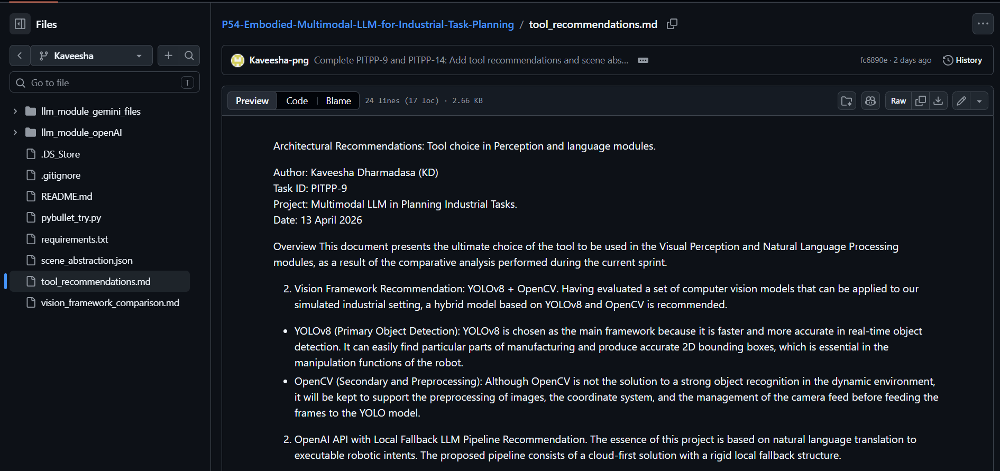 Files
P54-Embodied-Multimodal-LLM-for-Industrial-Task-Planning / tool_recommendations.md
Kaveesha
Go to file
T
llm_module_gemini_files
llm_module_openAI
.DS_Store
.gitignore
README.md
pybullet_try.py
requirements.txt
scene_abstraction.json
tool_recommendations.md
vision_framework_comparison.md
Kaveesha-png Complete PITPP-9 and PITPP-14: Add tool recommendations and scene abs...
fc6890e · 2 days ago
History
Preview
Code
Blame
24 lines (17 loc) · 2.66 KB
Raw
Architectural Recommendations: Tool choice in Perception and language modules.
Author: Kaveesha Dharmadasa (KD)
Task ID: PITPP-9
Project: Multimodal LLM in Planning Industrial Tasks.
Date: 13 April 2026
Overview This document presents the ultimate choice of the tool to be used in the Visual Perception and Natural Language Processing
modules, as a result of the comparative analysis performed during the current sprint.
2. Vision Framework Recommendation: YOLOv8 + OpenCV. Having evaluated a set of computer vision models that can be applied to our
simulated industrial setting, a hybrid model based on YOLOv8 and OpenCV is recommended.
• YOLOv8 (Primary Object Detection): YOLOv8 is chosen as the main framework because it is faster and more accurate in real-time object
detection. It can easily find particular parts of manufacturing and produce accurate 2D bounding boxes, which is essential in the
manipulation functions of the robot.
• OpenCV (Secondary and Preprocessing): Although OpenCV is not the solution to a strong object recognition in the dynamic environment,
it will be kept to support the preprocessing of images, the coordinate system, and the management of the camera feed before feeding the
frames to the YOLO model.
2. OpenAI API with Local Fallback LLM Pipeline Recommendation. The essence of this project is based on natural language translation to
executable robotic intents. The proposed pipeline consists of a cloud-first solution with a rigid local fallback structure.